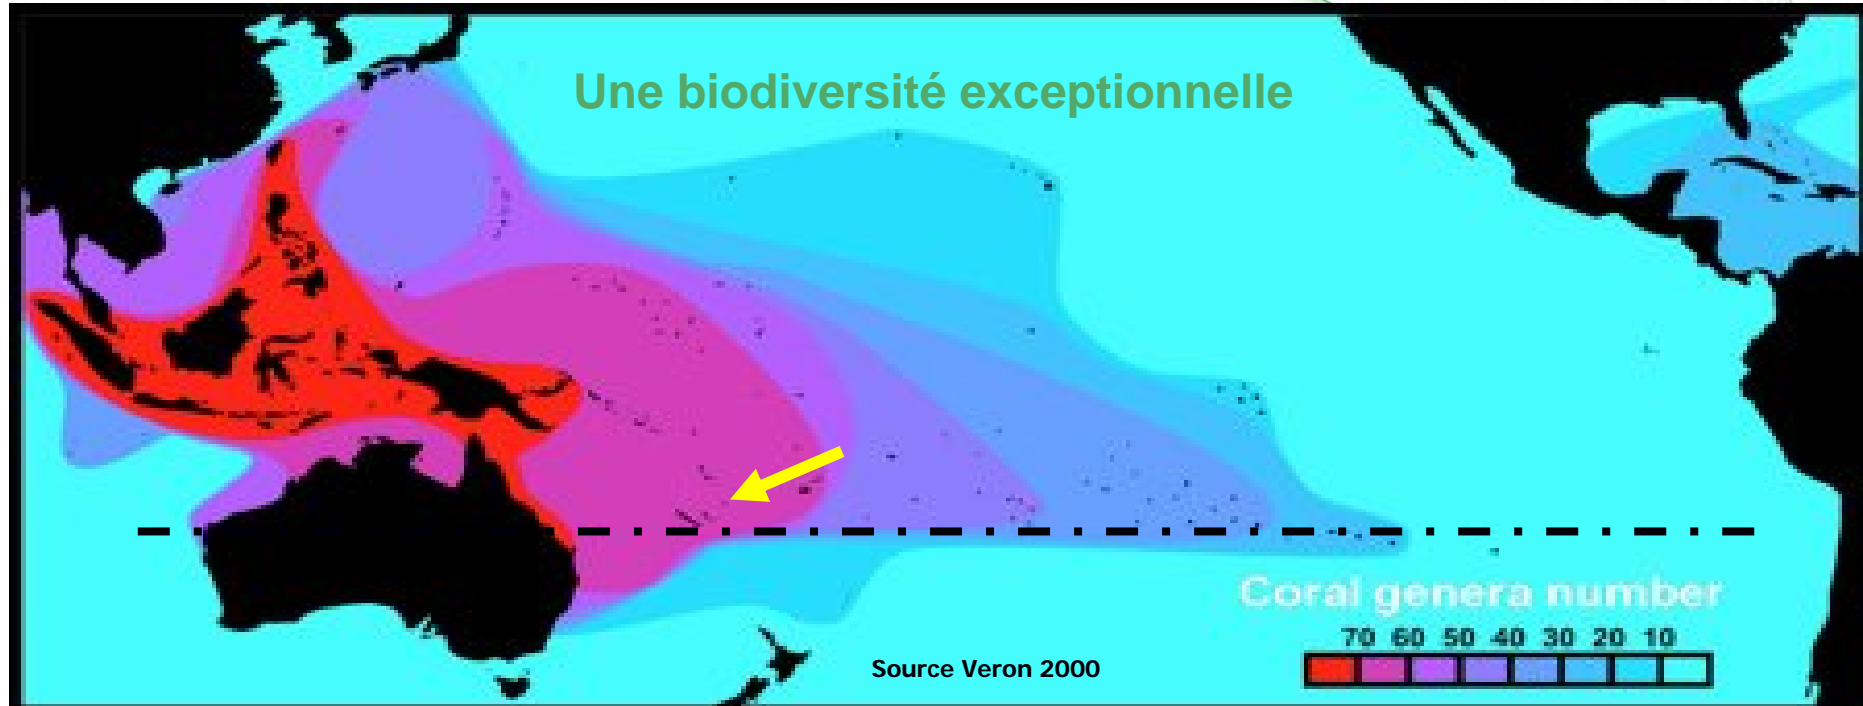 Une biodiversité exceptionnelle
Coral genera number
70 60 50 40 30 20 10
Source Veron 2000